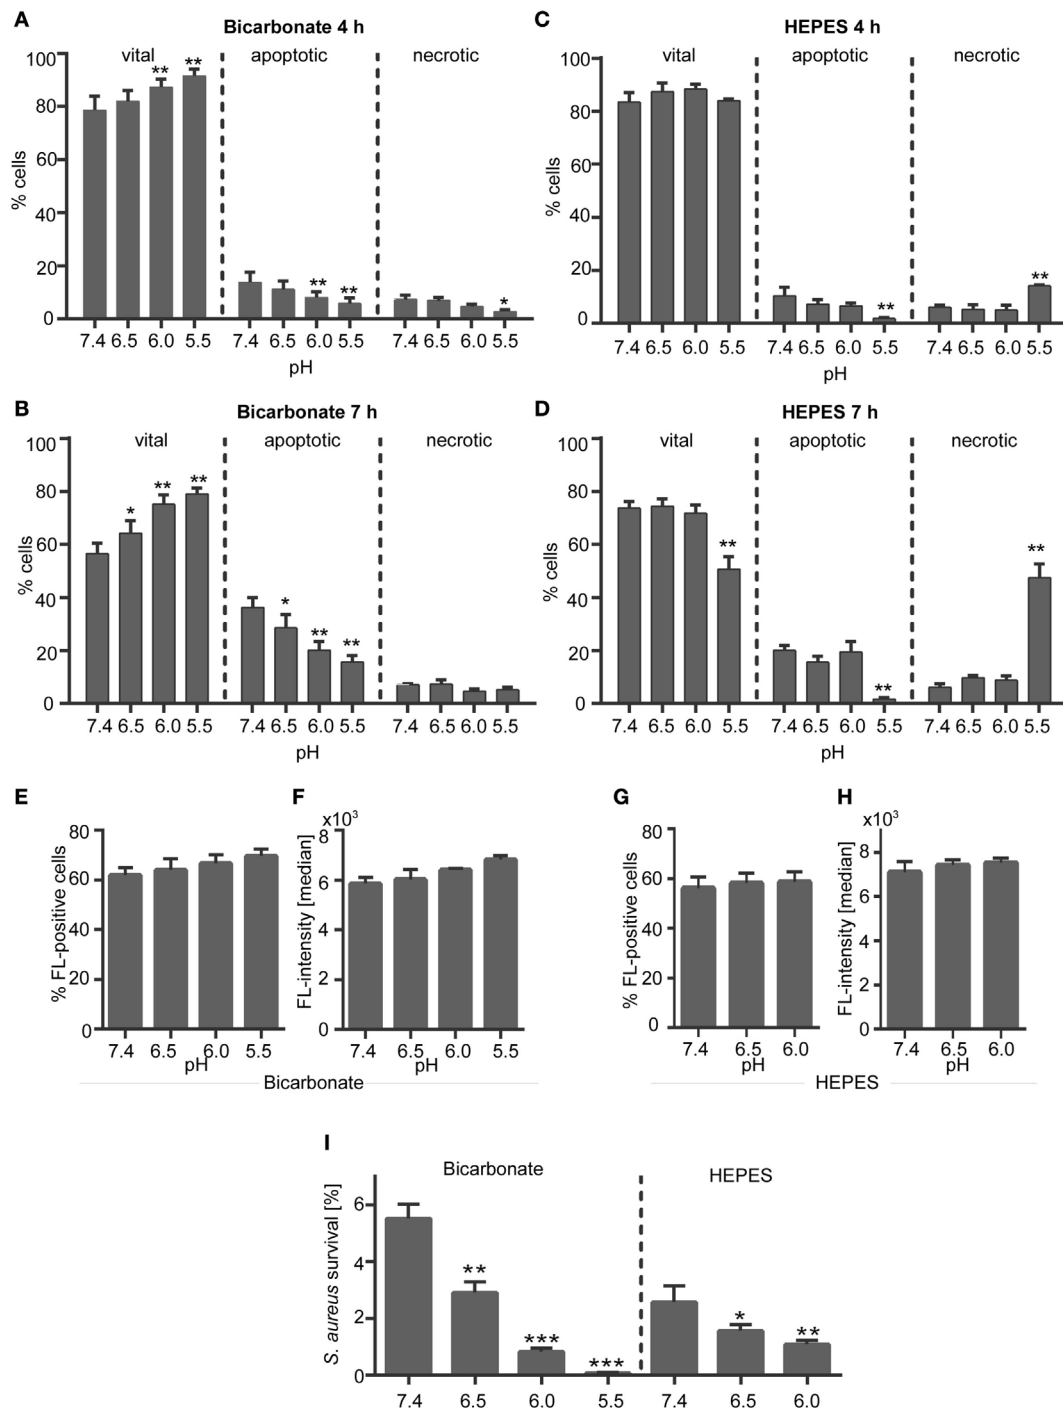 A
Bicarbonate 4 h
vital apoptotic necrotic
% cells
100
80
60
40
20
0
** **
** **
*
7.4 6.5 6.0 5.5 7.4 6.5 6.0 5.5 7.4 6.5 6.0 5.5
pH
C
HEPES 4 h
vital apoptotic necrotic
% cells
100
80
60
40
20
0
**
**
7.4 6.5 6.0 5.5 7.4 6.5 6.0 5.5 7.4 6.5 6.0 5.5
pH
B
Bicarbonate 7 h
vital apoptotic necrotic
% cells
100
80
60
40
20
0
* ** **
* ** **
7.4 6.5 6.0 5.5 7.4 6.5 6.0 5.5 7.4 6.5 6.0 5.5
pH
D
HEPES 7 h
vital apoptotic necrotic
% cells
100
80
60
40
20
0
**
**
**
7.4 6.5 6.0 5.5 7.4 6.5 6.0 5.5 7.4 6.5 6.0 5.5
pH
E
% FL-positive cells
80
60
40
20
0
7.4 6.5 6.0 5.5
pH
F
x10³
FL-intensity [median]
8
6
4
2
0
7.4 6.5 6.0 5.5
pH
Bicarbonate
G
% FL-positive cells
80
60
40
20
0
7.4 6.5 6.0
pH
H
x10³
FL-intensity [median]
8
6
4
2
0
7.4 6.5 6.0
pH
HEPES
I
Bicarbonate HEPES
S. aureus survival [%]
6
4
2
0
** *** ***
* **
7.4 6.5 6.0 5.5 7.4 6.5 6.0